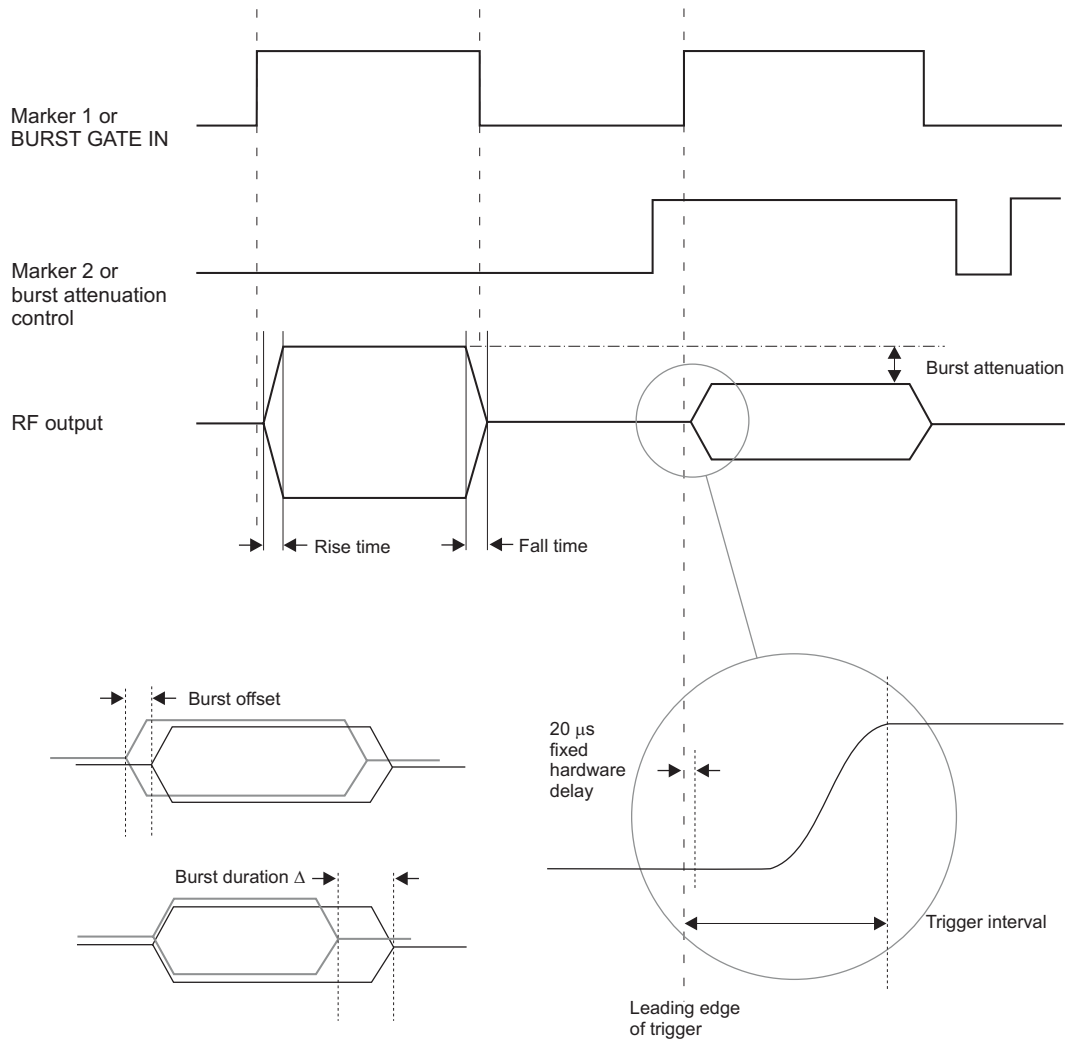 Marker 1 or
BURST GATE IN
Marker 2 or
burst attenuation
control
Burst attenuation
RF output
Rise time
Fall time
Burst offset
20 μs
fixed
hardware
delay
Burst duration Δ
Trigger interval
Leading edge
of trigger